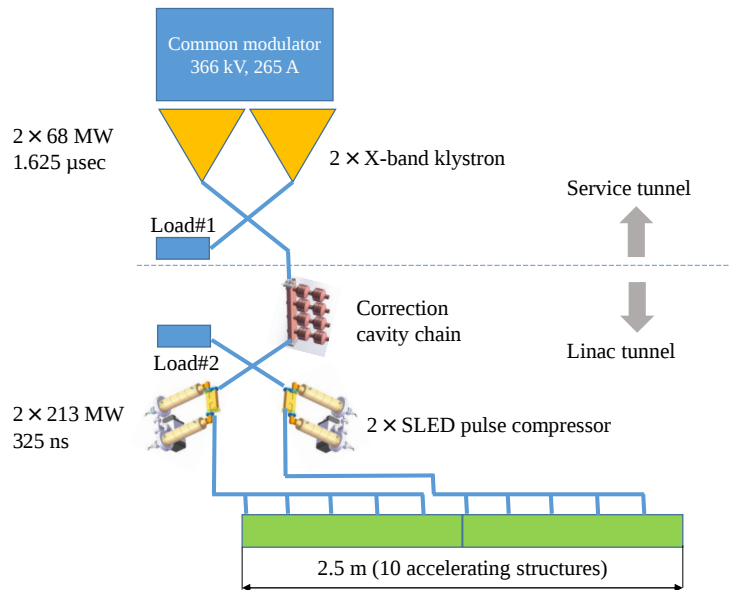 Common modulator
366 kV, 265 A
2 × 68 MW
1.625 μsec
2 × X-band klystron
Service tunnel
Load#1
Correction
cavity chain
Linac tunnel
Load#2
2 × 213 MW
325 ns
2 × SLED pulse compressor
2.5 m (10 accelerating structures)